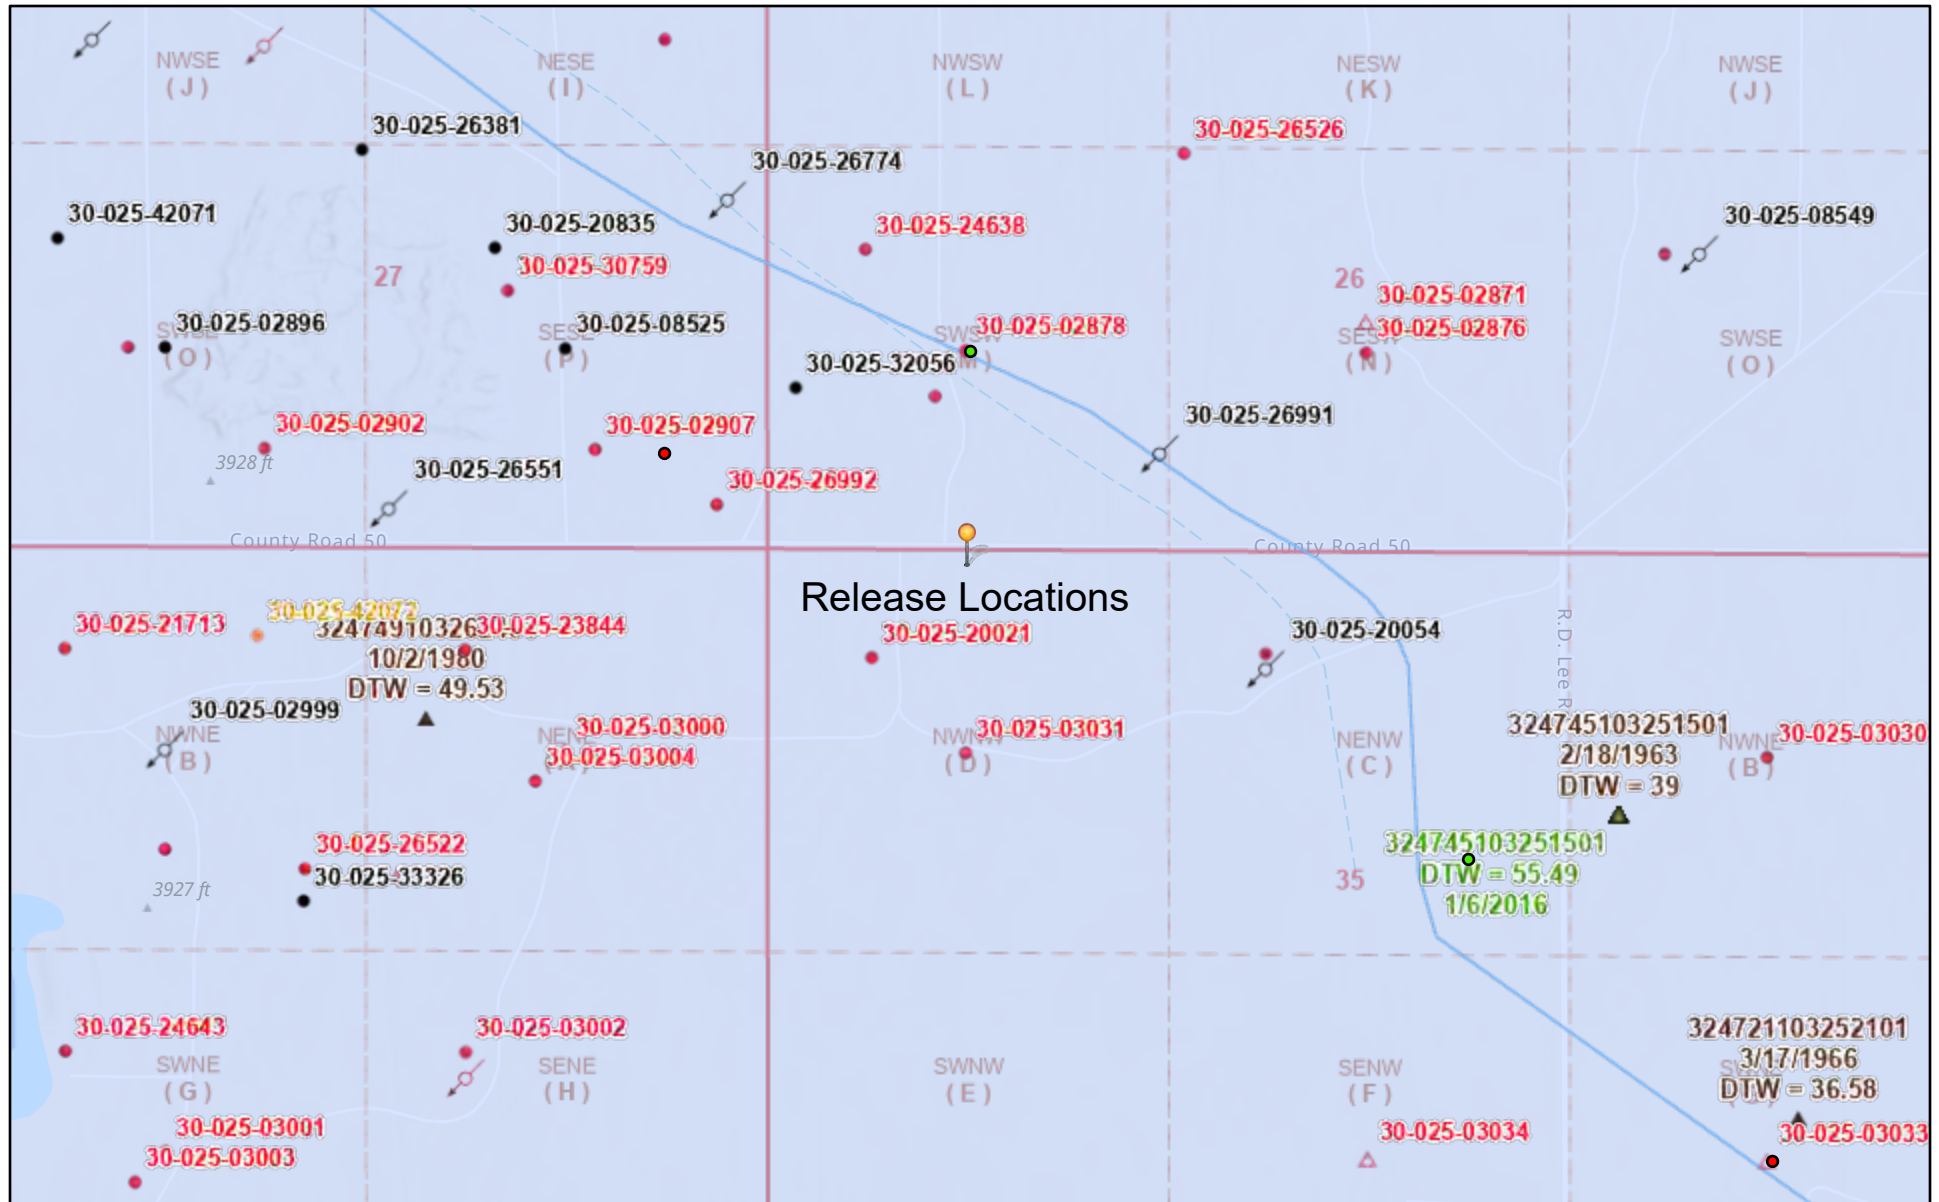 NWSE
(J)
NESE
(I)
NWSW
(L)
NESW
(K)
NWSE
(J)
30-025-26381
30-025-26774
30-025-26526
30-025-42071
30-025-20835
30-025-24638
30-025-08549
30-025-30759
27
26
30-025-02871
30-025-02896
30-025-08525
30-025-02878
30-025-02876
(O)
SESE
(P)
SWSW
(M)
SESW
(N)
SWSE
(O)
30-025-32056
30-025-02902
30-025-02907
30-025-26991
3928 ft
30-025-26551
30-025-26992
County Road 50
County Road 50
Release Locations
30-025-21713
30-025-42072
30-025-23844
10/2/1980
DTW = 49.53
30-025-20021
30-025-20054
R.D. Lee R
30-025-02999
NWNE
(B)
30-025-03000
30-025-03004
NENE
NWNW
(D)
30-025-03031
NENW
(C)
324745103251501
2/18/1963
DTW = 39
NWNE
(B)
30-025-03030
30-025-26522
30-025-33326
3927 ft
35
324745103251501
DTW = 55.49
1/6/2016
30-025-24643
SWNE
(G)
30-025-03002
SENE
(H)
SWNW
(E)
SENW
(F)
324721103252101
3/17/1966
DTW = 36.58
30-025-03001
30-025-03003
30-025-03034
30-025-03033